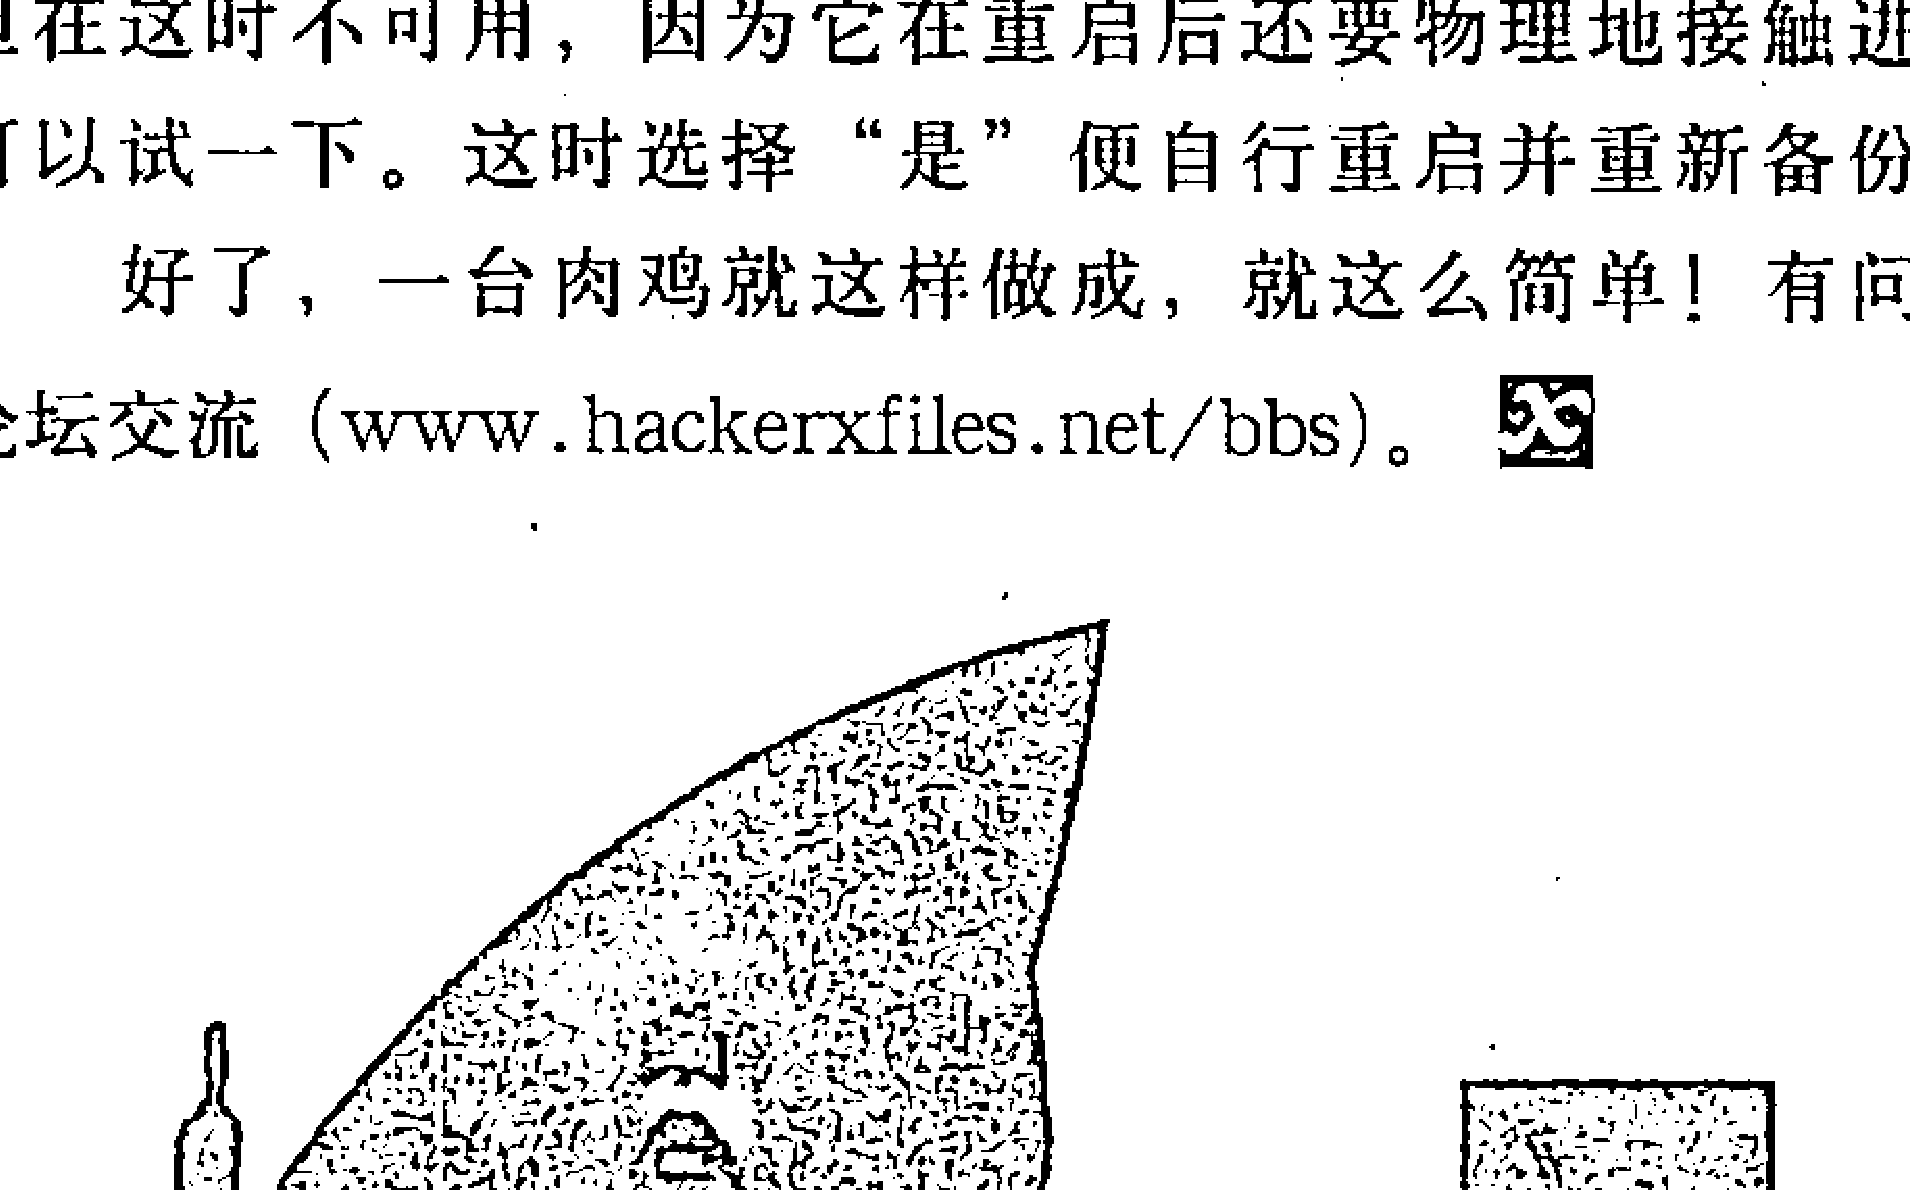 在这时不可用，因为它在重启后还要物理地接触进
可以试一下。这时选择“是”便自行重启并重新备份
好了，一台肉鸡就这样做成，就这么简单！有问
论坛交流（www.hackerxfiles.net/bbs）。